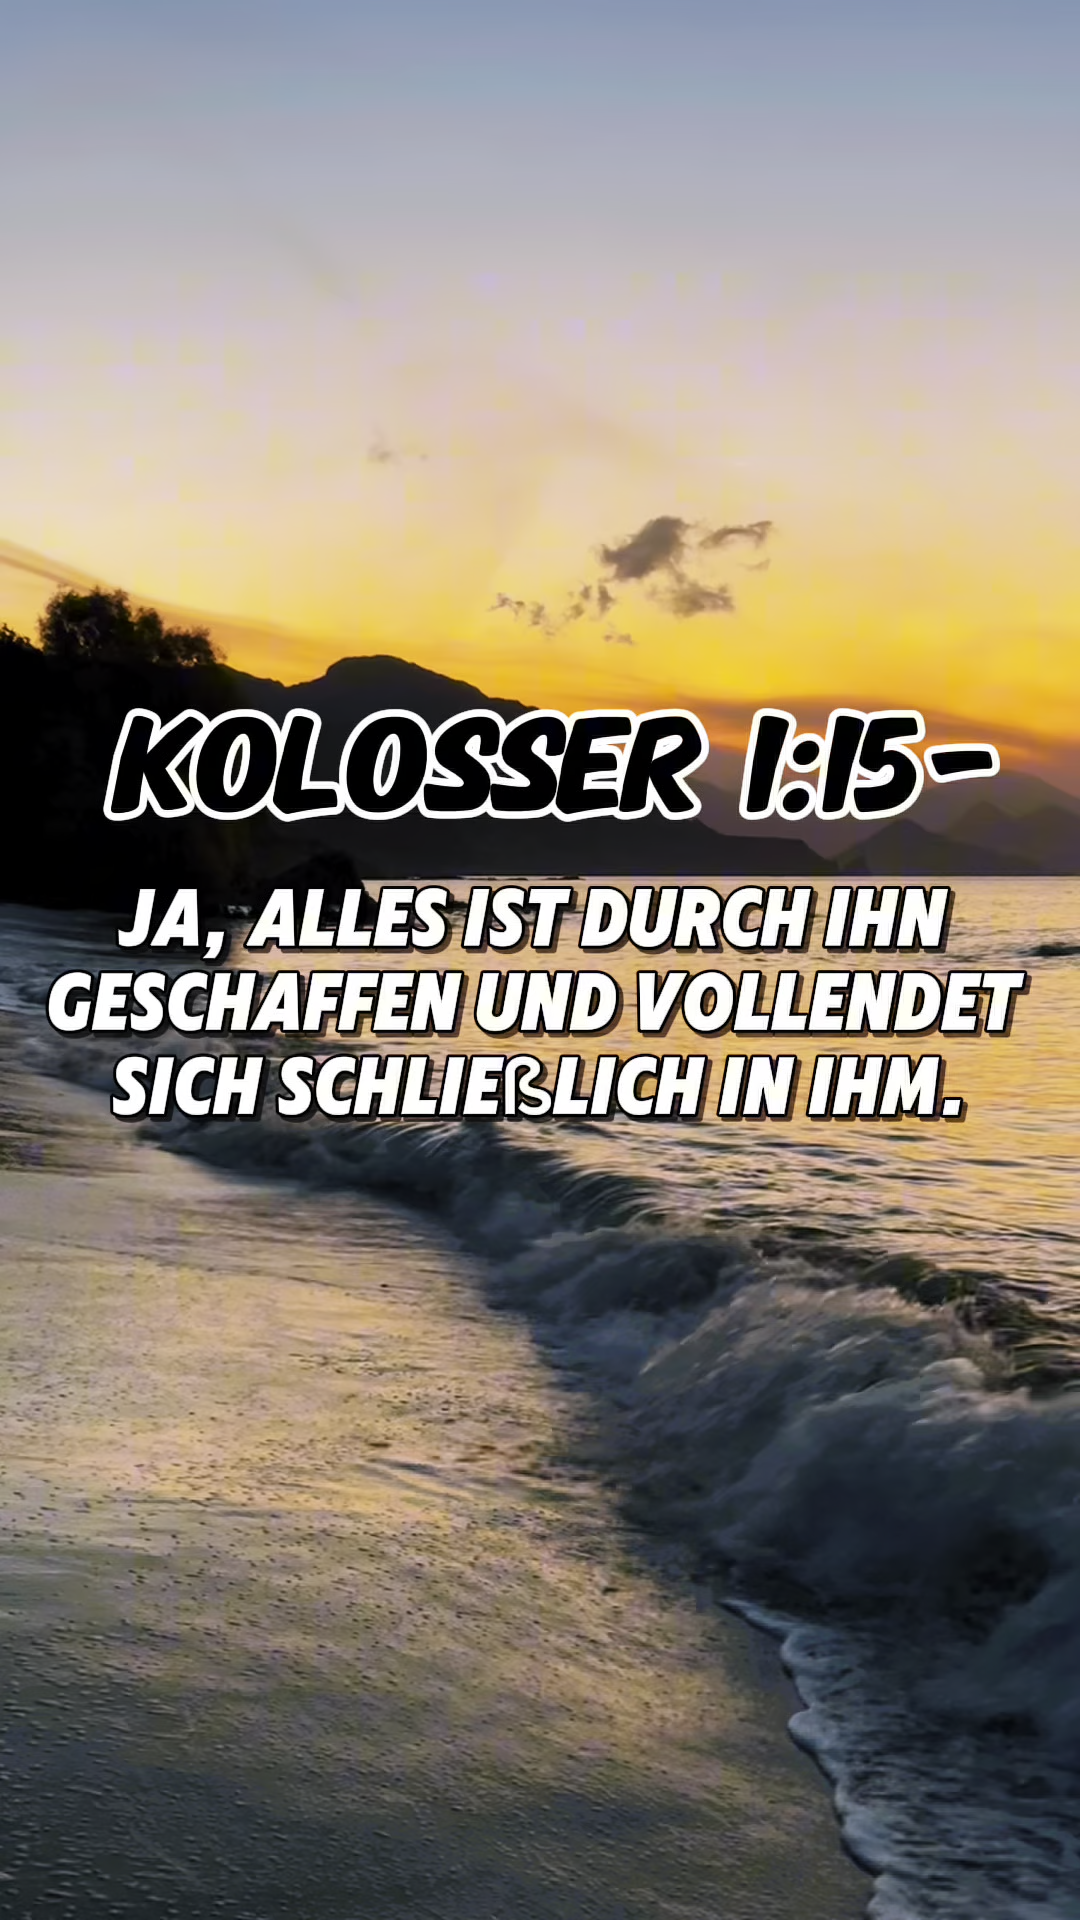 KOLOSSER 1:15-
JA, ALLES IST DURCH IHN
GESCHAFFEN UND VOLLENDET
SICH SCHLIEßLICH IN IHM.